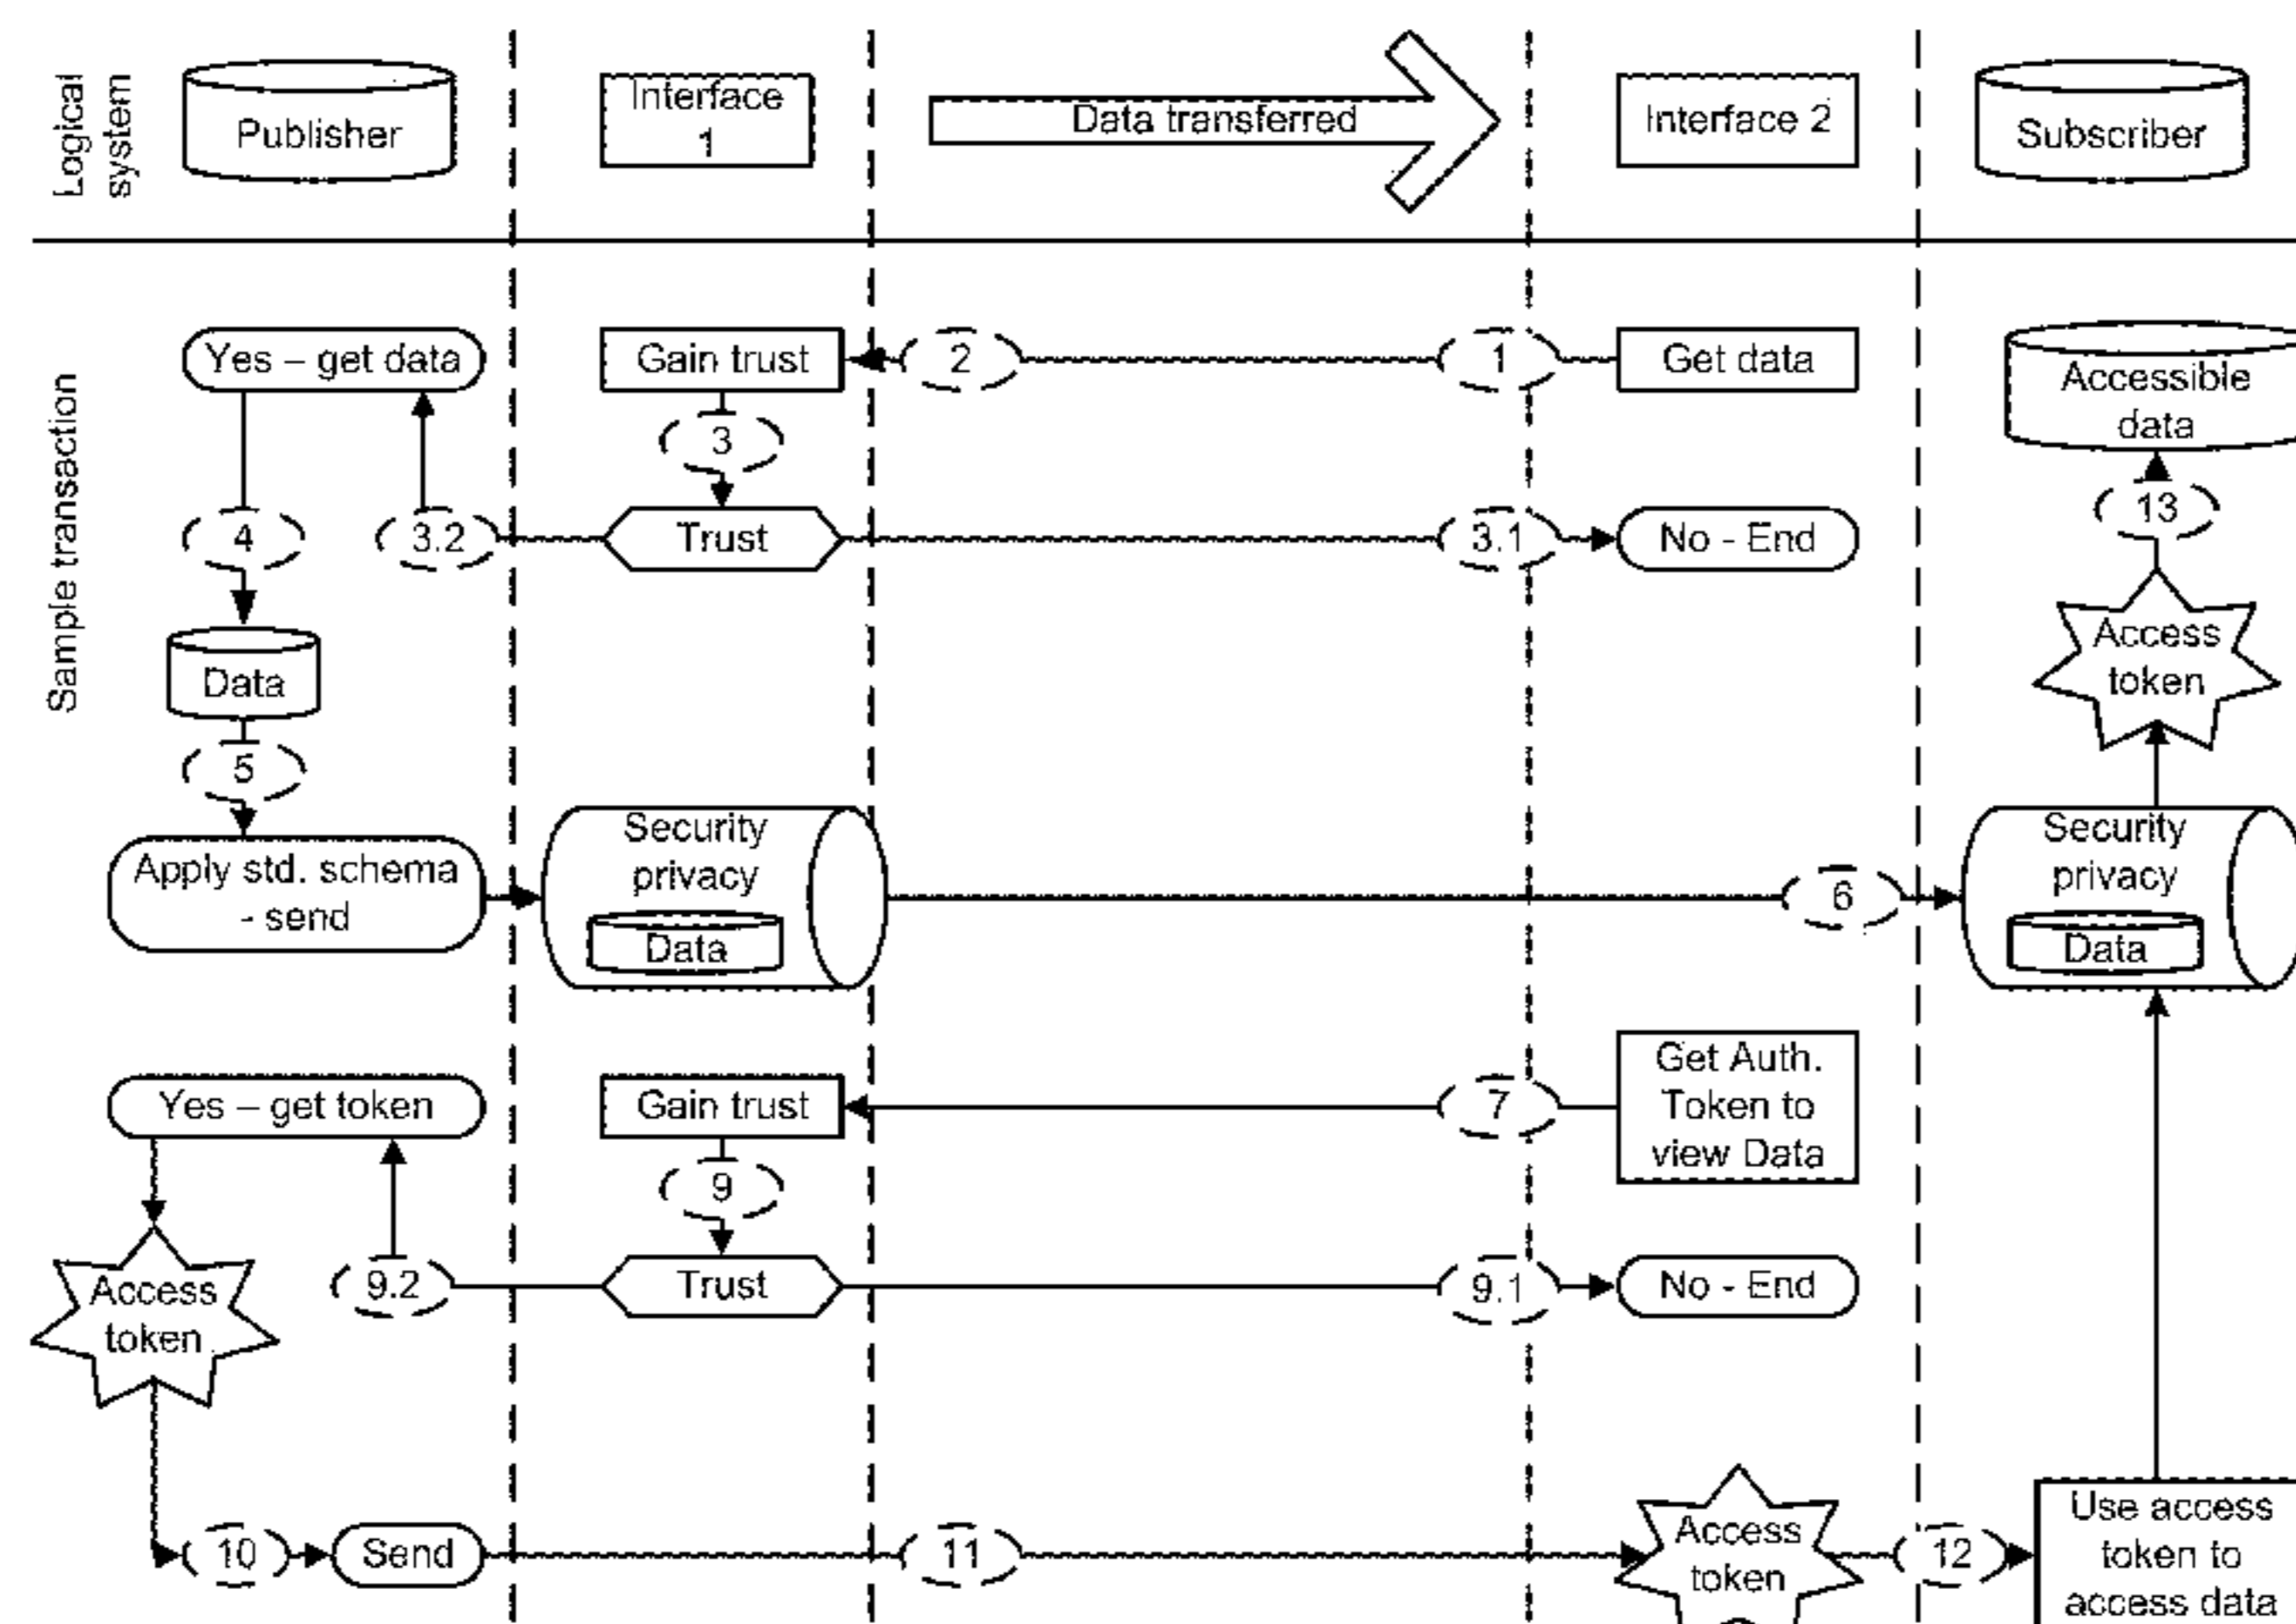 Logical
system
Publisher
Interface
1
Data transferred
Interface 2
Subscriber
Sample transaction
Yes – get data
Gain trust
2
1
Get data
Accessible
data
3
13
4
3.2
Trust
3.1
No - End
Access
token
Data
5
Apply std. schema
- send
Security
privacy
Data
6
Security
privacy
Data
Yes – get token
Gain trust
7
Get Auth.
Token to
view Data
9
Access
token
9.2
Trust
9.1
No - End
10
Send
11
Access
token
12
Use access
token to
access data